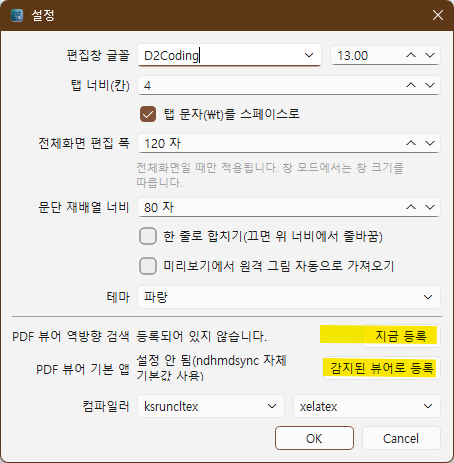 설정
편집창 글꼴 D2Coding 13.00
탭 너비(칸) 4
탭 문자(₩t)를 스페이스로
전체화면 편집 폭 120 자
전체화면일 때만 적용됩니다. 창 모드에서는 창 크기를
따릅니다.
문단 재배열 너비 80 자
한 줄로 합치기(끄면 위 너비에서 줄바꿈)
미리보기에서 원격 그림 자동으로 가져오기
테마 파랑
PDF 뷰어 역방향 검색 등록되어 있지 않습니다. 지금 등록
PDF 뷰어 기본 앱 설정 안 됨(ndhmdsync 자체 기본값 사용) 감지된 뷰어로 등록
컴파일러 ksruncltex xelatex
OK Cancel